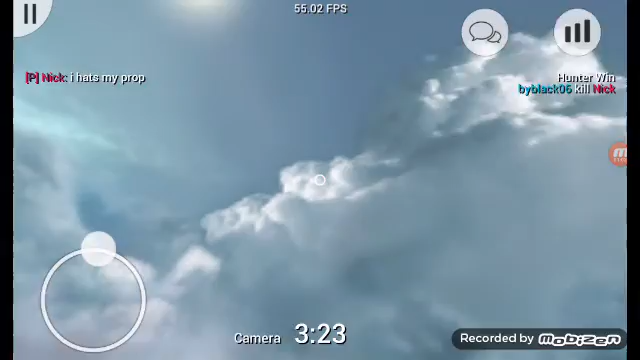 55.02 FPS
[P] Nick: i hats my prop
Hunter Win
byblack06 kill Nick
Camera 3:23
Recorded by mobizen